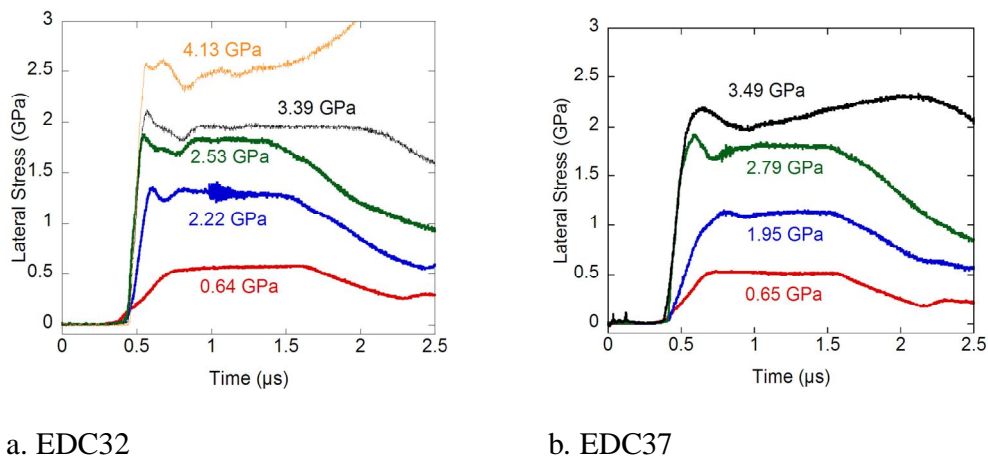 3
2.5
2
1.5
1
0.5
0
Lateral Stress (GPa)
4.13 GPa
3.39 GPa
2.53 GPa
2.22 GPa
0.64 GPa
0 0.5 1 1.5 2 2.5
Time (µs)
3
2.5
2
1.5
1
0.5
0
Lateral Stress (GPa)
3.49 GPa
2.79 GPa
1.95 GPa
0.65 GPa
0 0.5 1 1.5 2 2.5
Time (µs)
a. EDC32
b. EDC37